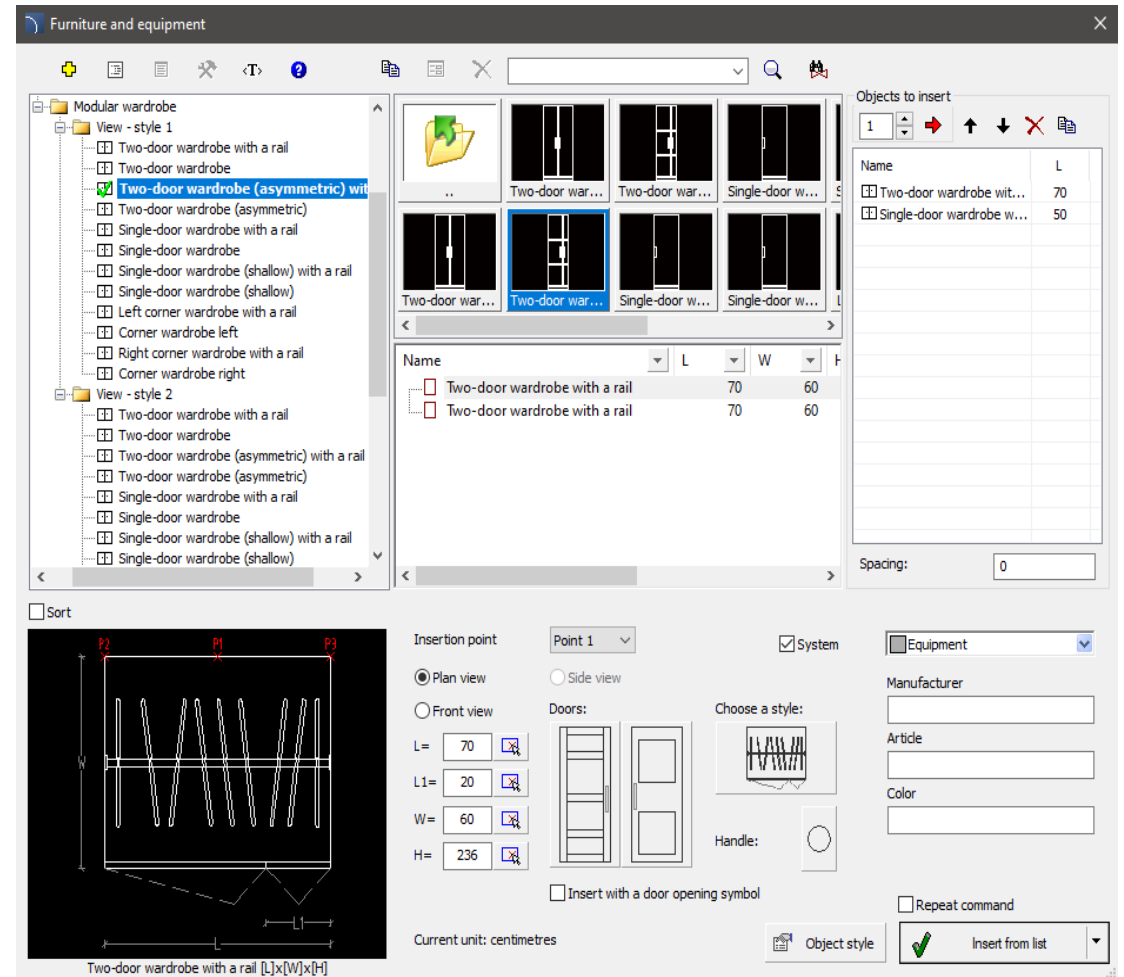 Furniture and equipment
<T>
Modular wardrobe
View - style 1
Two-door wardrobe with a rail
Two-door wardrobe
Two-door wardrobe (asymmetric) wit
Two-door wardrobe (asymmetric)
Single-door wardrobe with a rail
Single-door wardrobe
Single-door wardrobe (shallow) with a rail
Single-door wardrobe (shallow)
Left corner wardrobe with a rail
Corner wardrobe left
Right corner wardrobe with a rail
Corner wardrobe right
View - style 2
Two-door wardrobe with a rail
Two-door wardrobe
Two-door wardrobe (asymmetric) with a rail
Two-door wardrobe (asymmetric)
Single-door wardrobe with a rail
Single-door wardrobe
Single-door wardrobe (shallow) with a rail
Single-door wardrobe (shallow)
Sort
..
Two-door war...
Two-door war...
Single-door w...
S
Two-door war...
Two-door war...
Single-door w...
Single-door w...
L
Name L W H
Two-door wardrobe with a rail 70 60
Two-door wardrobe with a rail 70 60
Objects to insert
1
Name L
Two-door wardrobe wit... 70
Single-door wardrobe w... 50
Spacing: 0
P2 P1 P3
W
L1
L
Two-door wardrobe with a rail [L]x[W]x[H]
Insertion point Point 1
Plan view
Side view
Front view
L= 70
L1= 20
W= 60
H= 236
Doors:
Choose a style:
Handle:
Insert with a door opening symbol
Current unit: centimetres
System
Equipment
Manufacturer
Article
Color
Repeat command
Object style
Insert from list